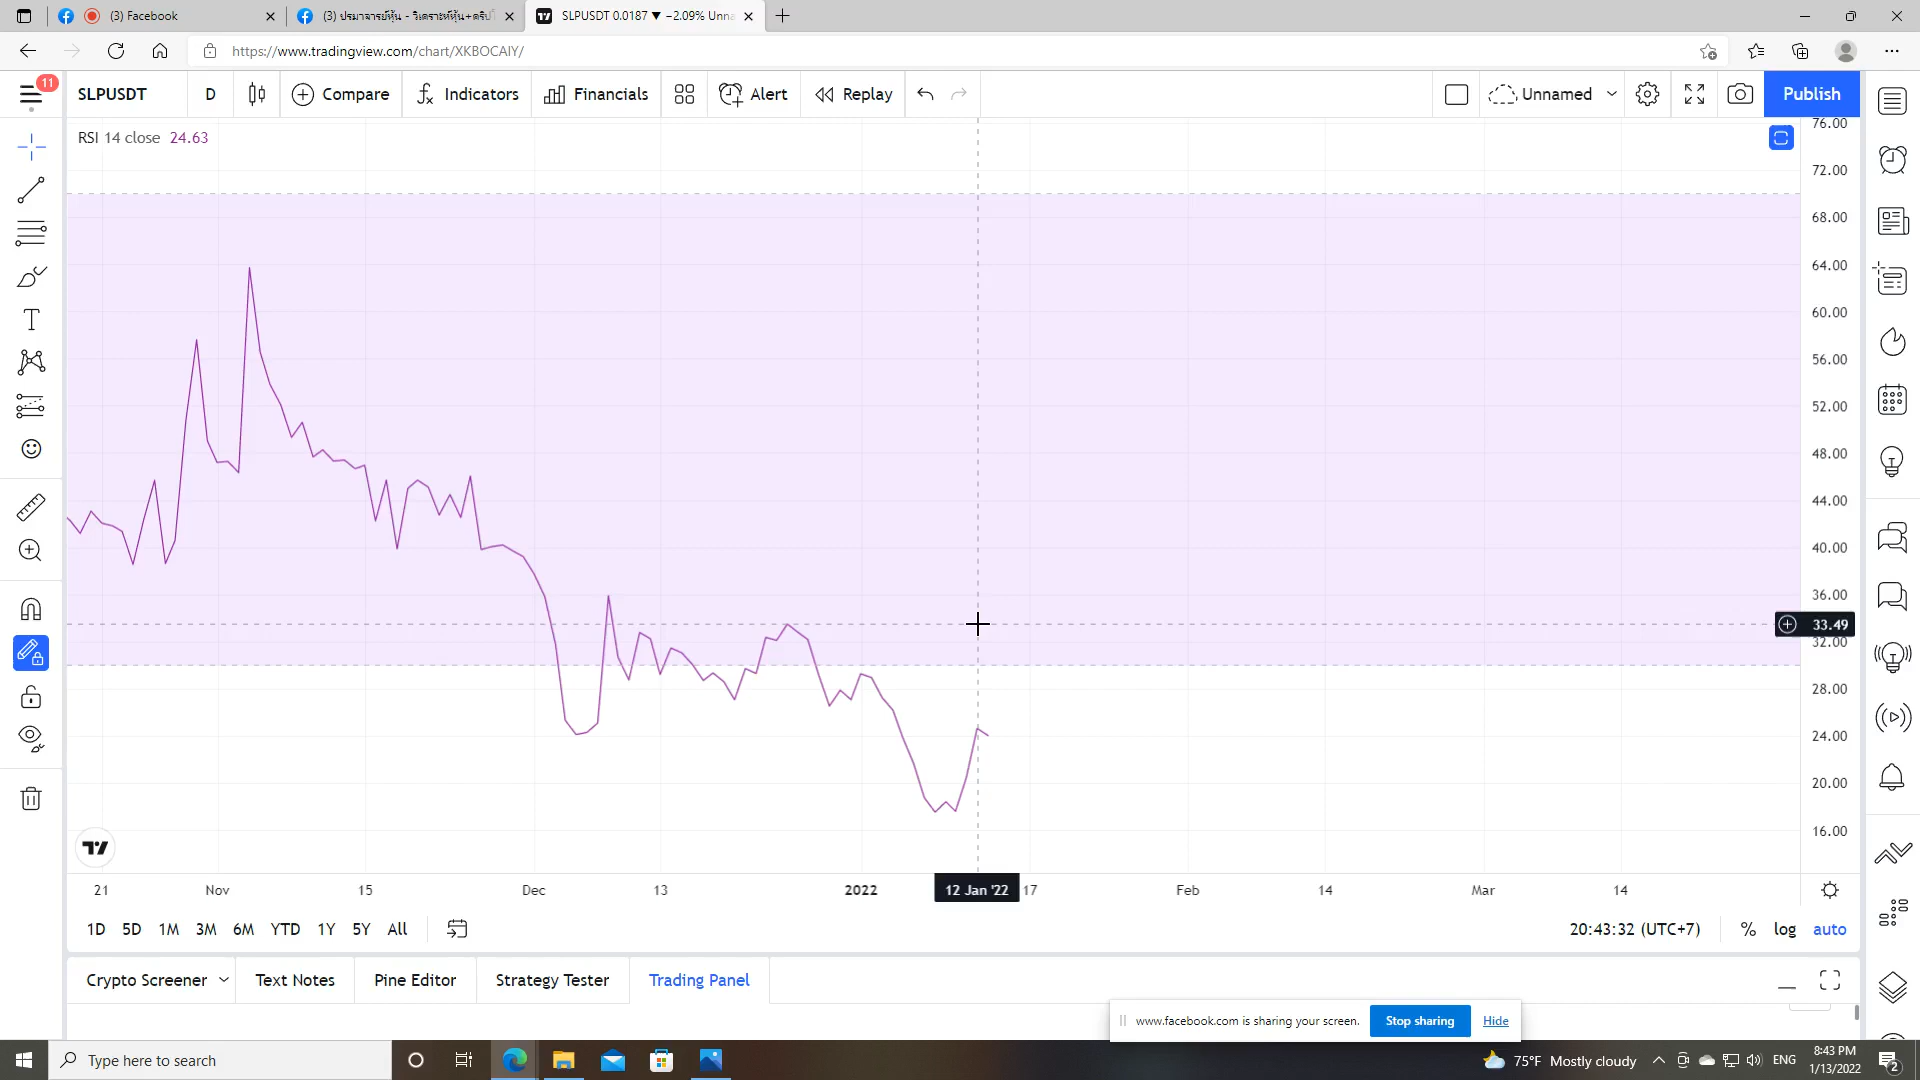 (3) Facebook
(3) ปรมาจารย์หุ้น - วิเคราะห์หุ้น+คริป
SLPUSDT 0.0187 ▼ −2.09% Unna
https://www.tradingview.com/chart/XKBOCAIY/
11
SLPUSDT
D
Compare
Indicators
Financials
Alert
Replay
Unnamed
Publish
RSI 14 close 24.63
76.00
72.00
68.00
64.00
60.00
56.00
52.00
48.00
44.00
40.00
36.00
33.49
32.00
28.00
24.00
20.00
16.00
21 Nov 15 Dec 13 2022 12 Jan '22 17 Feb 14 Mar 14
1D 5D 1M 3M 6M YTD 1Y 5Y All
20:43:32 (UTC+7) % log auto
Crypto Screener Text Notes Pine Editor Strategy Tester Trading Panel
www.facebook.com is sharing your screen. Stop sharing Hide
Type here to search
75°F Mostly cloudy
ENG
8:43 PM
1/13/2022
2